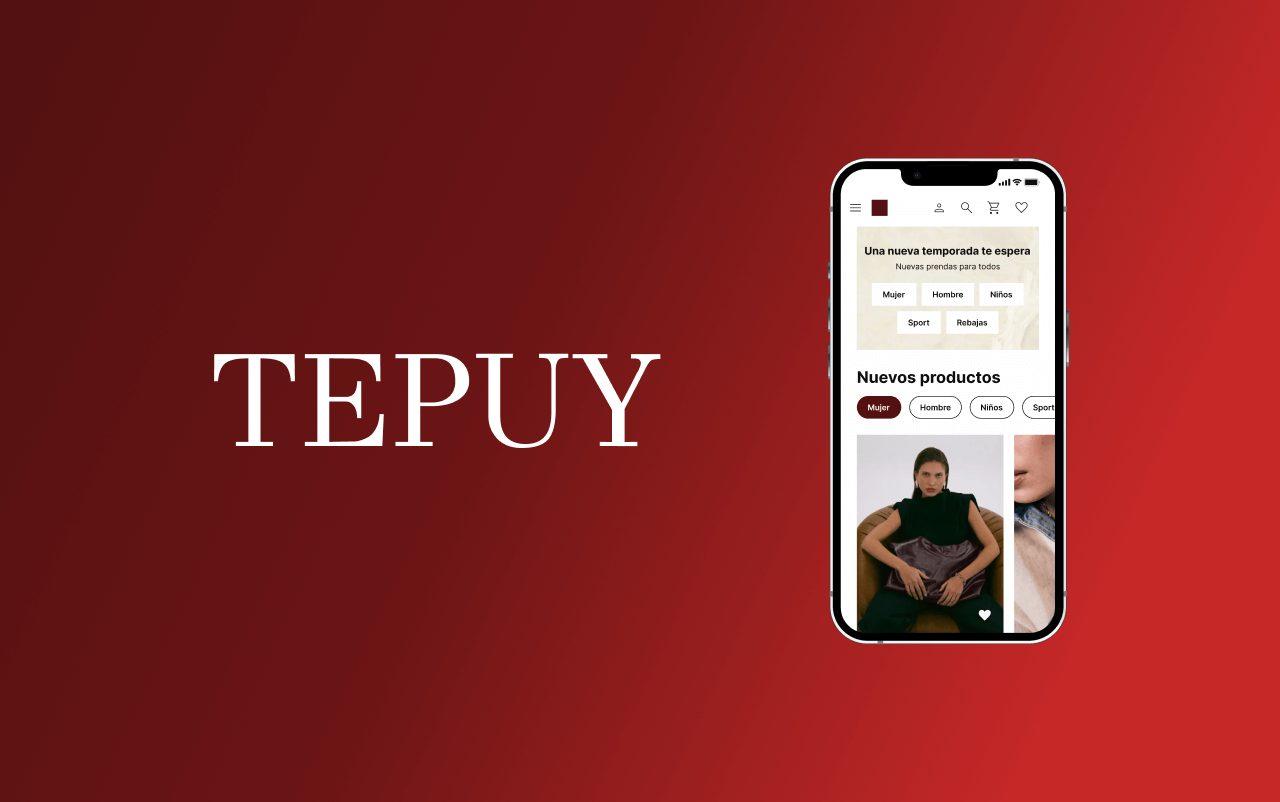 TEPUY
Una nueva temporada te espera
Nuevas prendas para todos
Mujer Hombre Niños
Sport Rebajas
Nuevos productos
Mujer Hombre Niños Sport